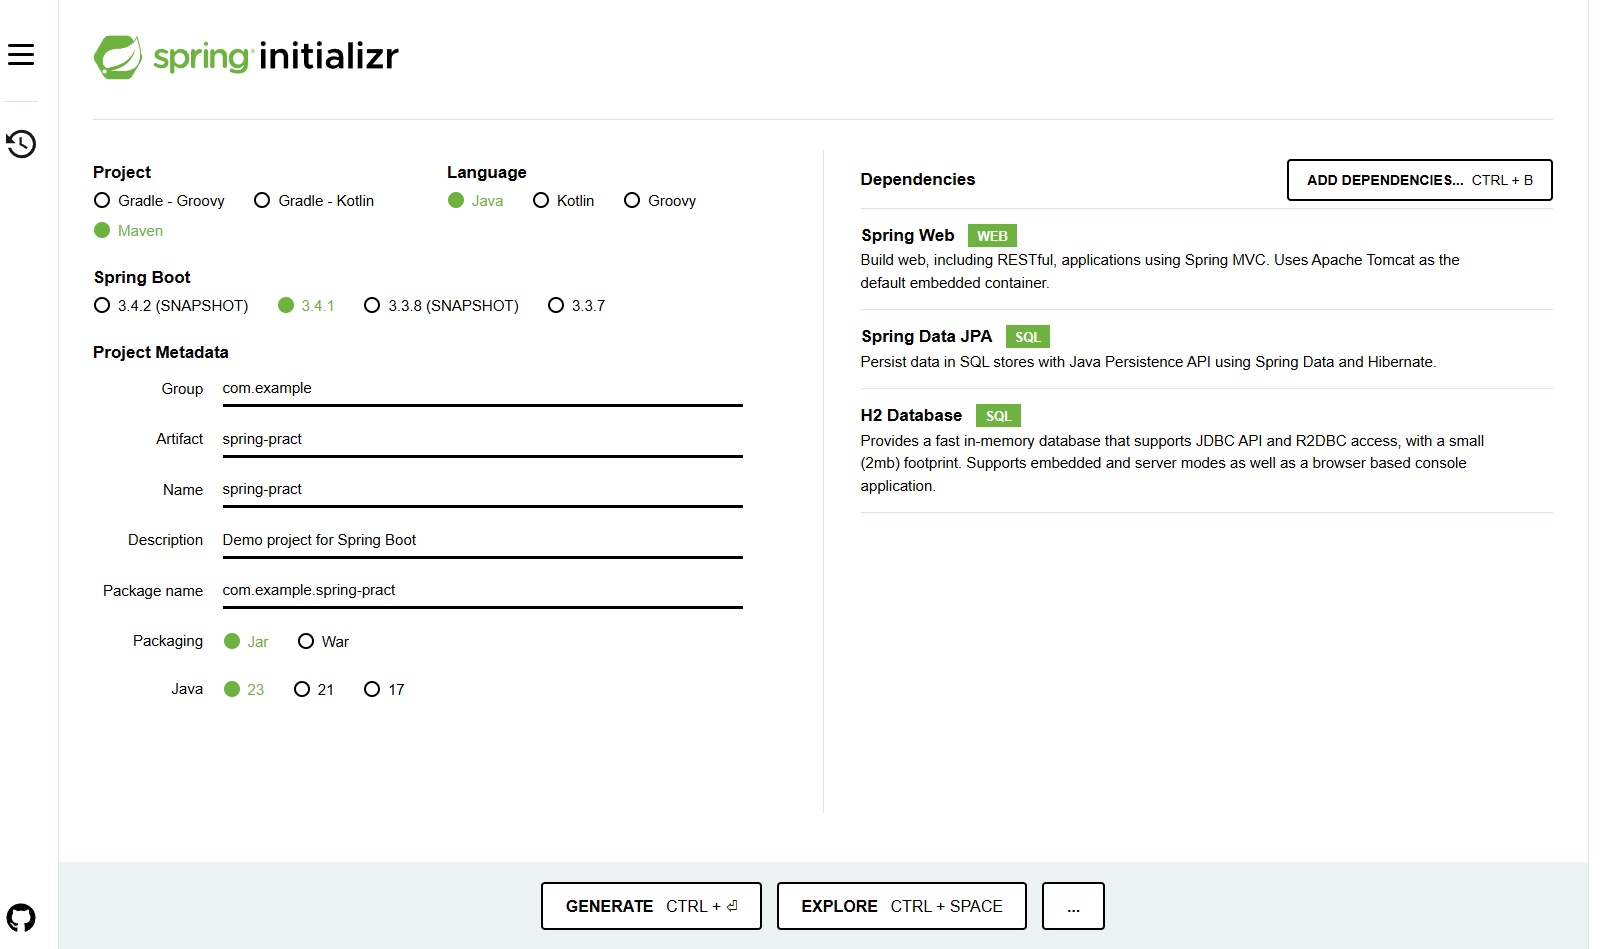 spring initializr
Project
Gradle - Groovy
Gradle - Kotlin
Maven
Language
Java
Kotlin
Groovy
Spring Boot
3.4.2 (SNAPSHOT)
3.4.1
3.3.8 (SNAPSHOT)
3.3.7
Project Metadata
Group com.example
Artifact spring-pract
Name spring-pract
Description Demo project for Spring Boot
Package name com.example.spring-pract
Packaging Jar War
Java 23 21 17
Dependencies
ADD DEPENDENCIES... CTRL + B
Spring Web WEB
Build web, including RESTful, applications using Spring MVC. Uses Apache Tomcat as the
default embedded container.
Spring Data JPA SQL
Persist data in SQL stores with Java Persistence API using Spring Data and Hibernate.
H2 Database SQL
Provides a fast in-memory database that supports JDBC API and R2DBC access, with a small
(2mb) footprint. Supports embedded and server modes as well as a browser based console
application.
GENERATE CTRL + ⏎
EXPLORE CTRL + SPACE
...